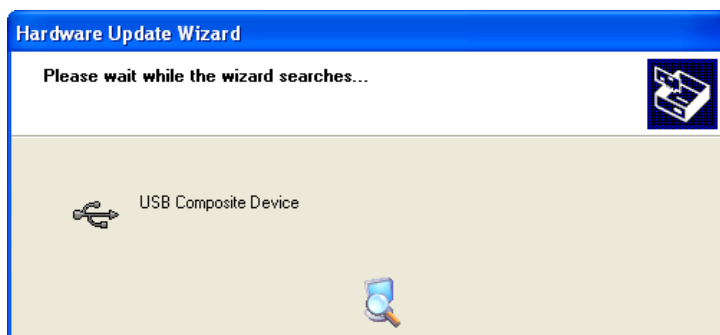 Hardware Update Wizard
Please wait while the wizard searches...
USB Composite Device